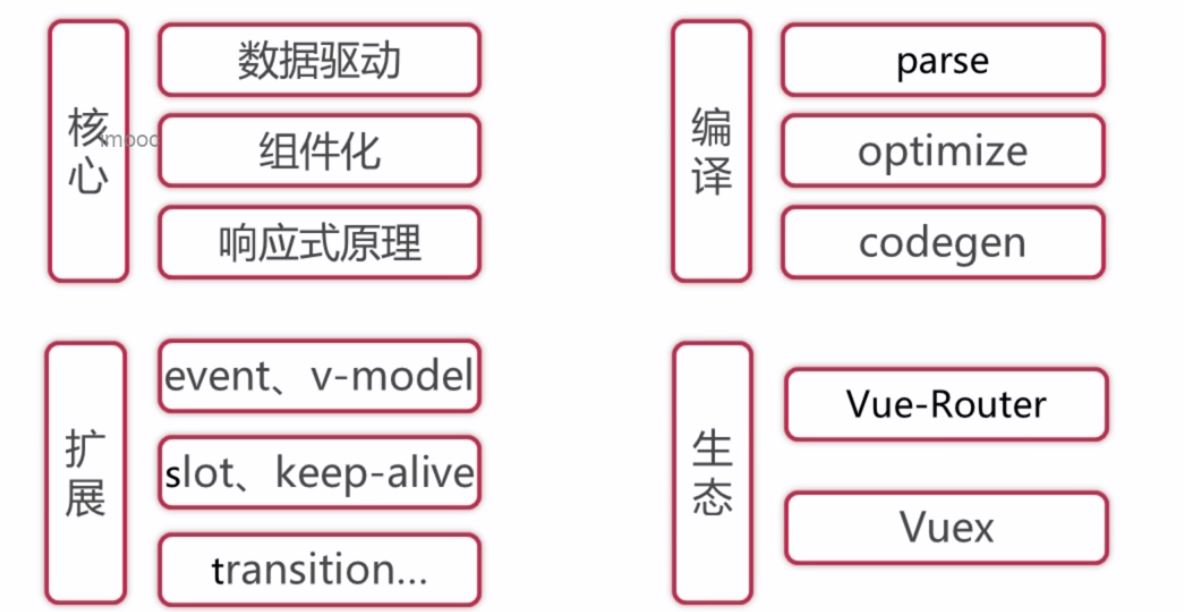 核心
数据驱动
组件化
响应式原理
imooc
编译
parse
optimize
codegen
扩展
event、v-model
slot、keep-alive
transition...
生态
Vue-Router
Vuex